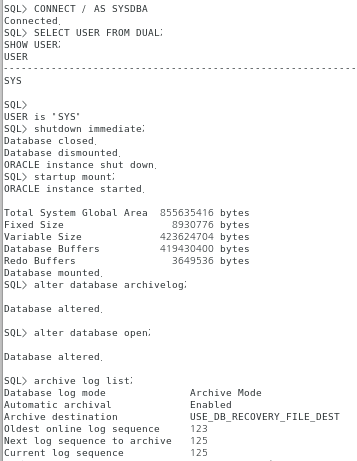 SQL> CONNECT / AS SYSDBA
Connected.
SQL> SELECT USER FROM DUAL;
SHOW USER;
USER
--------------------------------------------------------------------------------
SYS
SQL>
USER is "SYS"
SQL> shutdown immediate;
Database closed.
Database dismounted.
ORACLE instance shut down.
SQL> startup mount;
ORACLE instance started.
Total System Global Area  855635416 bytes
Fixed Size                  8930776 bytes
Variable Size             423624704 bytes
Database Buffers          419430400 bytes
Redo Buffers                3649536 bytes
Database mounted.
SQL> alter database archivelog;
Database altered.
SQL> alter database open;
Database altered.
SQL> archive log list;
Database log mode              Archive Mode
Automatic archival             Enabled
Archive destination            USE_DB_RECOVERY_FILE_DEST
Oldest online log sequence     123
Next log sequence to archive   125
Current log sequence           125